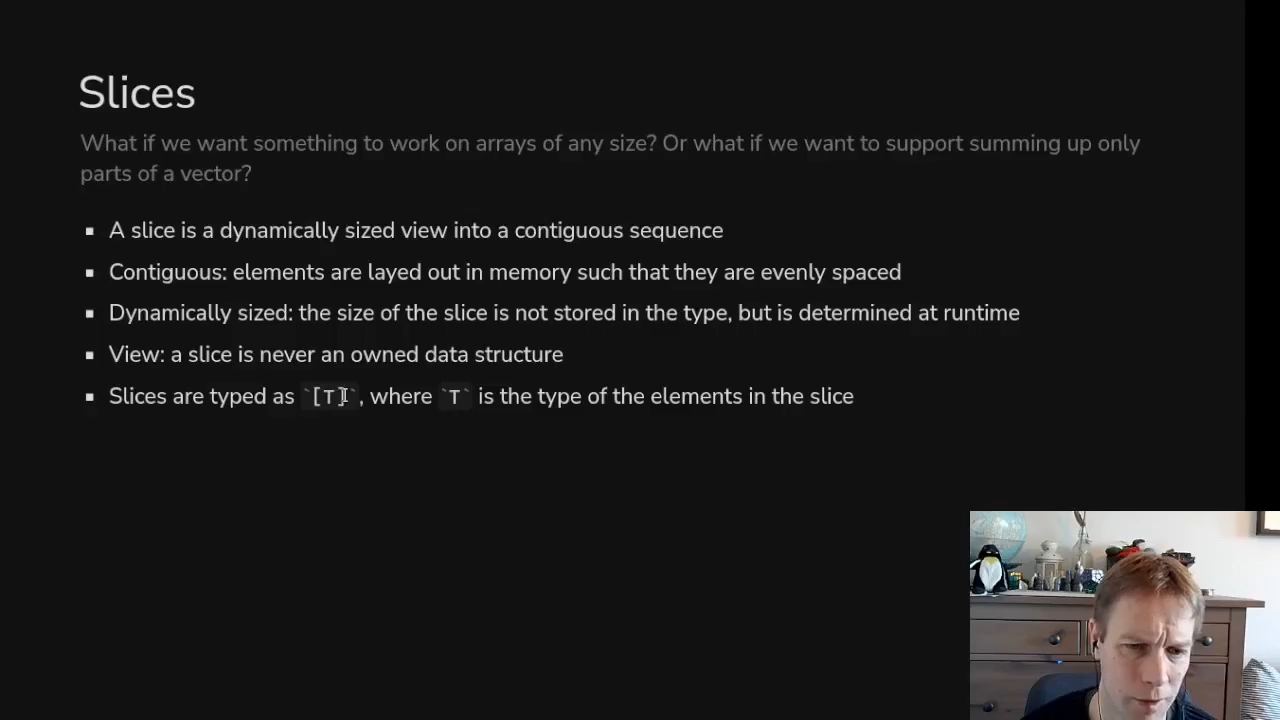 Slices
What if we want something to work on arrays of any size? Or what if we want to support summing up only
parts of a vector?
A slice is a dynamically sized view into a contiguous sequence
Contiguous: elements are layed out in memory such that they are evenly spaced
Dynamically sized: the size of the slice is not stored in the type, but is determined at runtime
View: a slice is never an owned data structure
Slices are typed as `[T]`, where `T` is the type of the elements in the slice